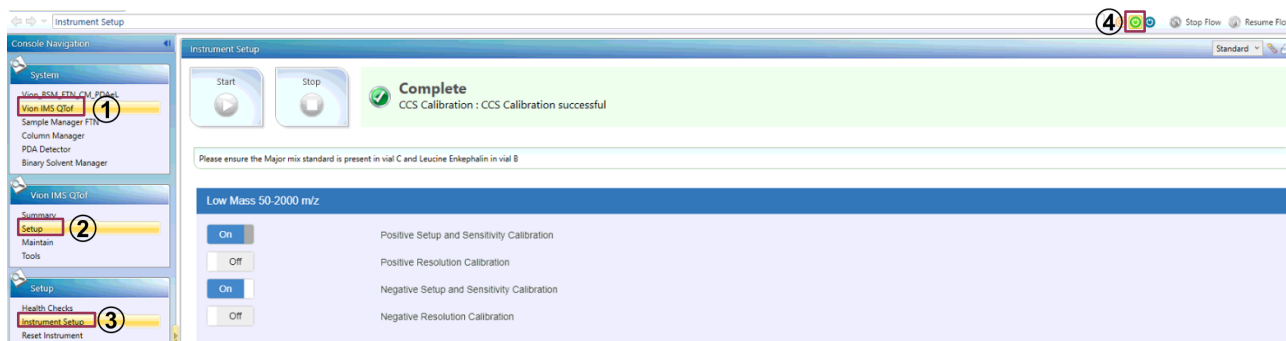 Instrument Setup
4
Stop Flow
Resume Flo
Console Navigation
System
Vion_BSM_FTN_CM_PDAeL
Vion IMS QTof
1
Sample Manager FTN
Column Manager
PDA Detector
Binary Solvent Manager
Vion IMS QTof
Summary
Setup
2
Maintain
Tools
Setup
Health Checks
Instrument Setup
3
Reset Instrument
Instrument Setup
Standard
Start
Stop
Complete
CCS Calibration : CCS Calibration successful
Please ensure the Major mix standard is present in vial C and Leucine Enkephalin in vial B
Low Mass 50-2000 m/z
On Positive Setup and Sensitivity Calibration
Off Positive Resolution Calibration
On Negative Setup and Sensitivity Calibration
Off Negative Resolution Calibration